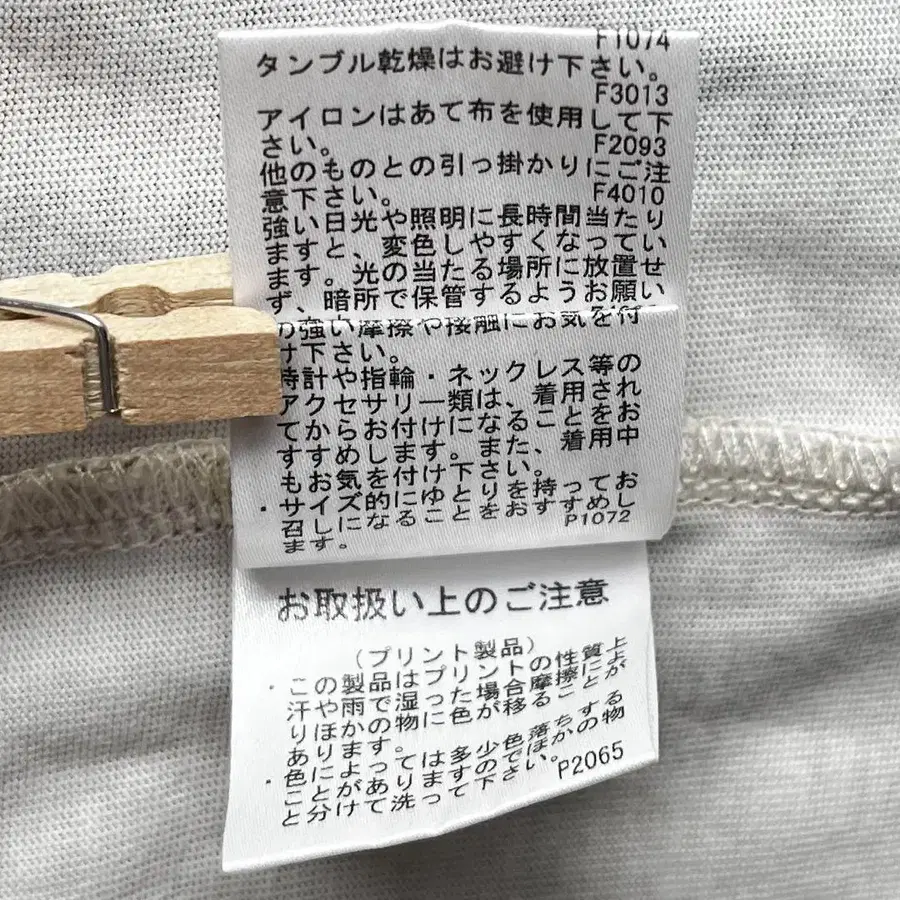 F1074
タンブル乾燥はお避け下さい。
F3013
アイロンはあて布を使用して下
さい。
F2093
他のものとの引っ掛かりにご注
意下さい。
F4010
強い日光や照明に長時間当たり
ますと、変色しやすくなってい
ます。光の当たる場所に放置せ
ず、暗所で保管するようお願い
の強い摩擦や接触にお気を付
け下さい。
時計や指輪・ネックレス等の
アクセサリー類は、着用され
てからお付けになることをお
すすめします。また、着用中
もお気を付け下さい。
・サイズ的にゆとりを持ってお
召しになることをおすすめし
ます。
P1072
お取扱い上のご注意
(プリント製品)
・この製品はプリントの性質上
汗や雨で湿った場合摩擦によ
りほかの物に色が移ることが
あります。
・色によっては多少色落ちする
ことがありますのでほかの物
と分けて洗って下さい。
P2065